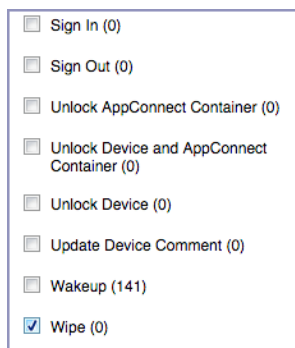 Sign In (0)
Sign Out (0)
Unlock AppConnect Container (0)
Unlock Device and AppConnect
Container (0)
Unlock Device (0)
Update Device Comment (0)
Wakeup (141)
Wipe (0)